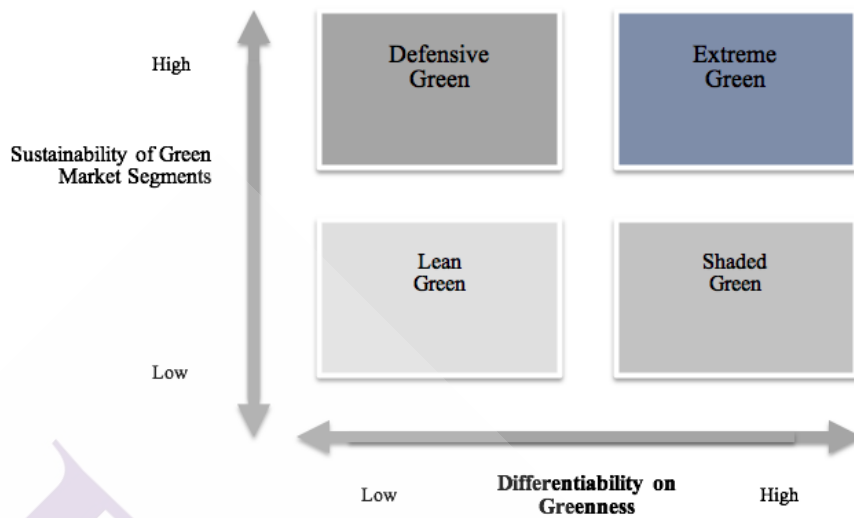 High
Defensive
Green
Extreme
Green
Sustainability of Green
Market Segments
Lean
Green
Shaded
Green
Low
Low
Differentiability on
Greenness
High